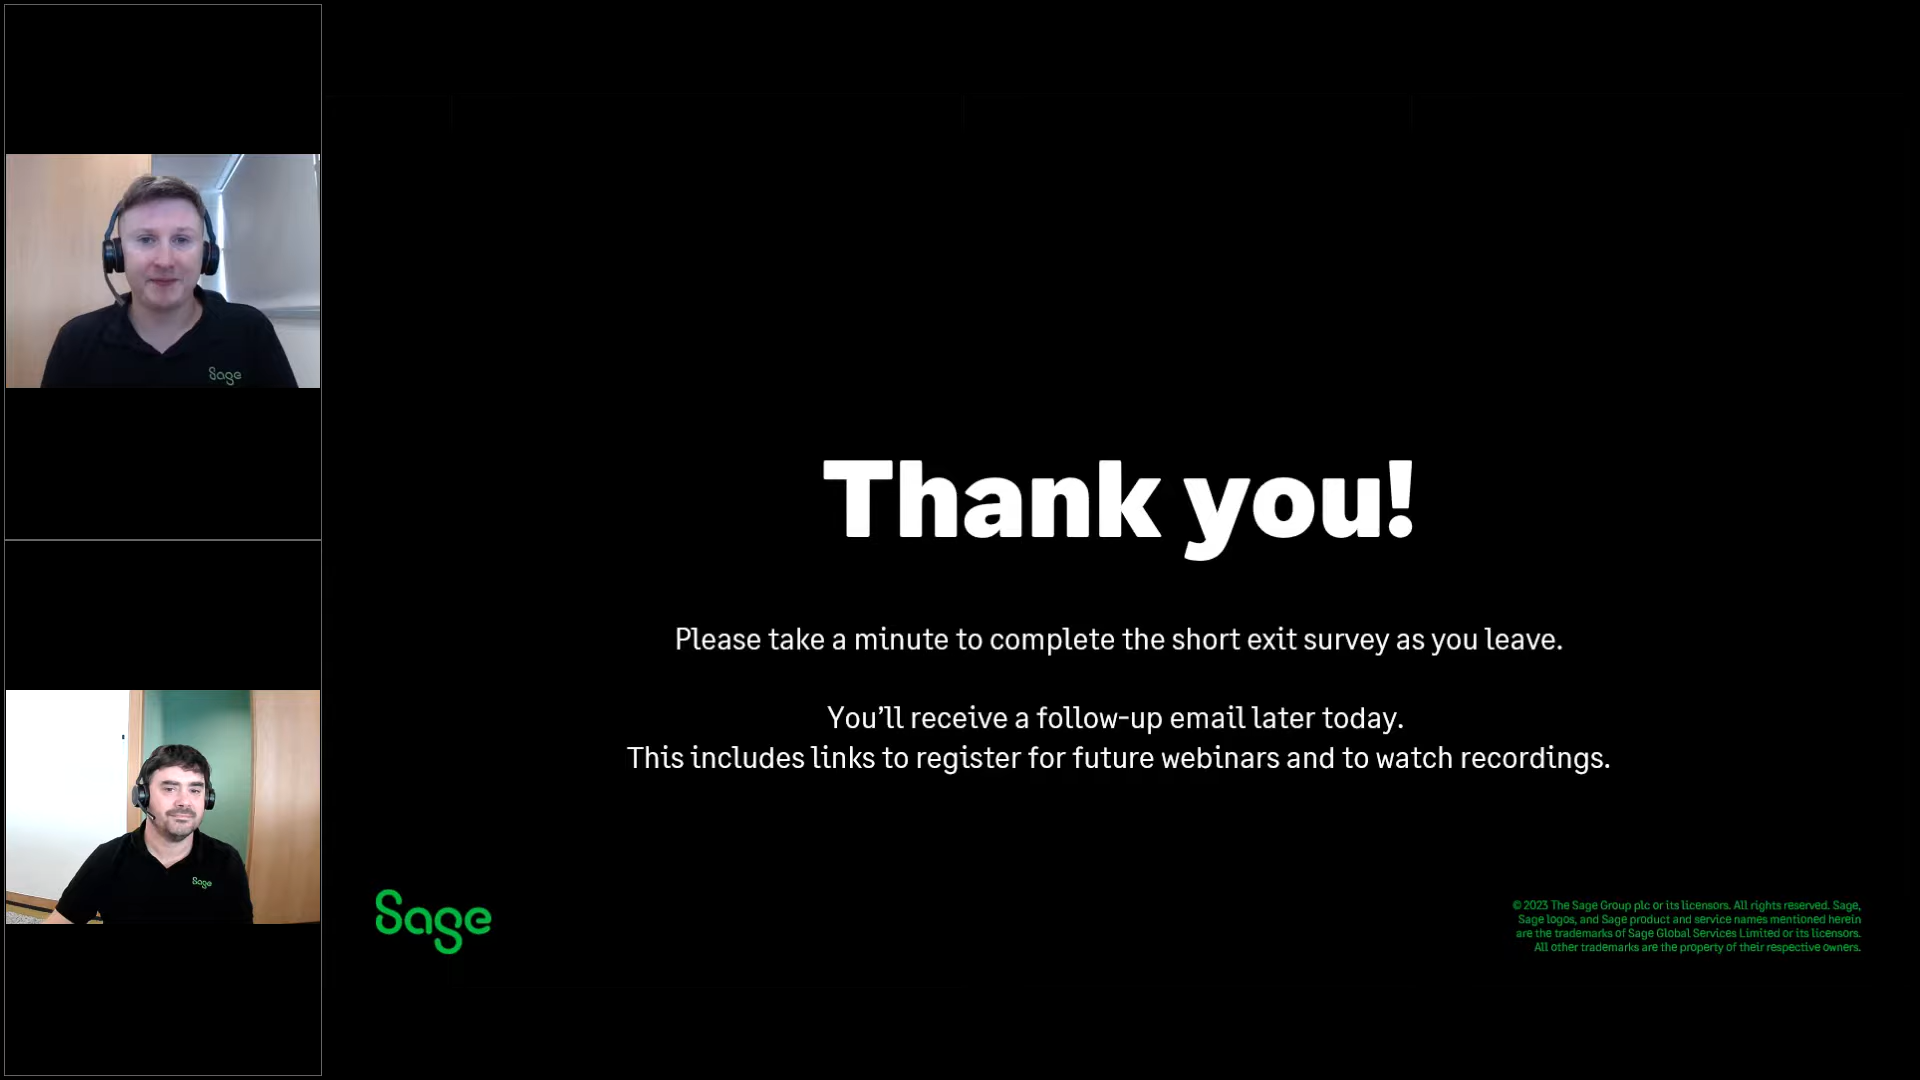 Sage
Sage
Thank you!
Please take a minute to complete the short exit survey as you leave.
You’ll receive a follow-up email later today.
This includes links to register for future webinars and to watch recordings.
Sage
© 2023 The Sage Group plc or its licensors. All rights reserved. Sage,
Sage logos, and Sage product and service names mentioned herein
are the trademarks of Sage Global Services Limited or its licensors.
All other trademarks are the property of their respective owners.